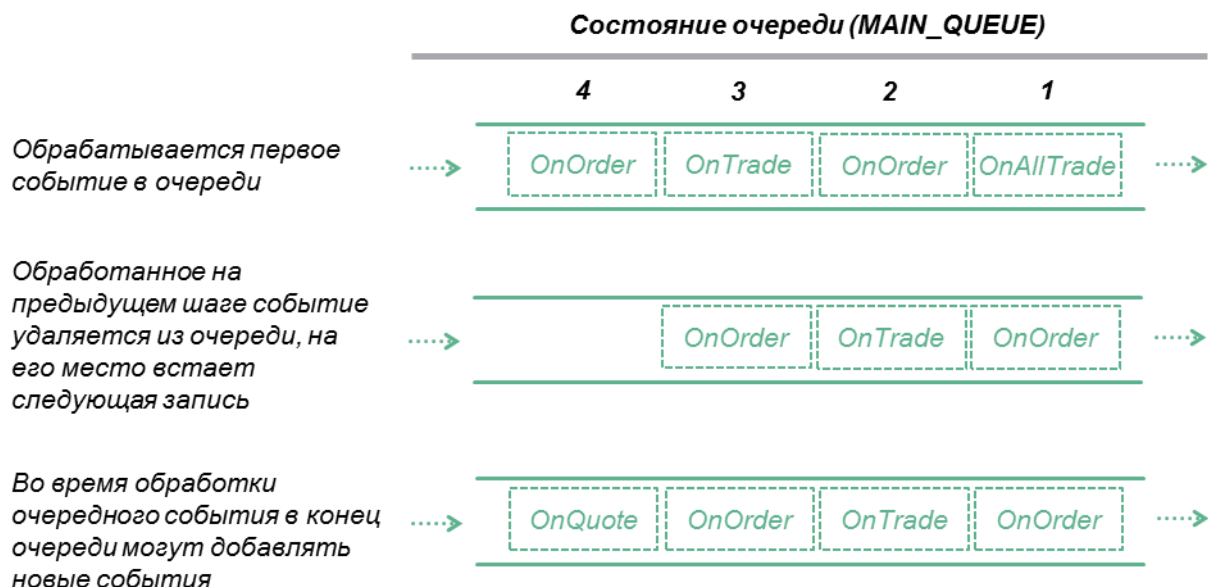 Состояние очереди (MAIN_QUEUE)
4 3 2 1
Обрабатывается первое
событие в очереди
OnOrder OnTrade OnOrder OnAllTrade
Обработанное на
предыдущем шаге событие
удаляется из очереди, на
его место встает
следующая запись
OnOrder OnTrade OnOrder
Во время обработки
очередного события в конец
очереди могут добавлять
новые события
OnQuote OnOrder OnTrade OnOrder